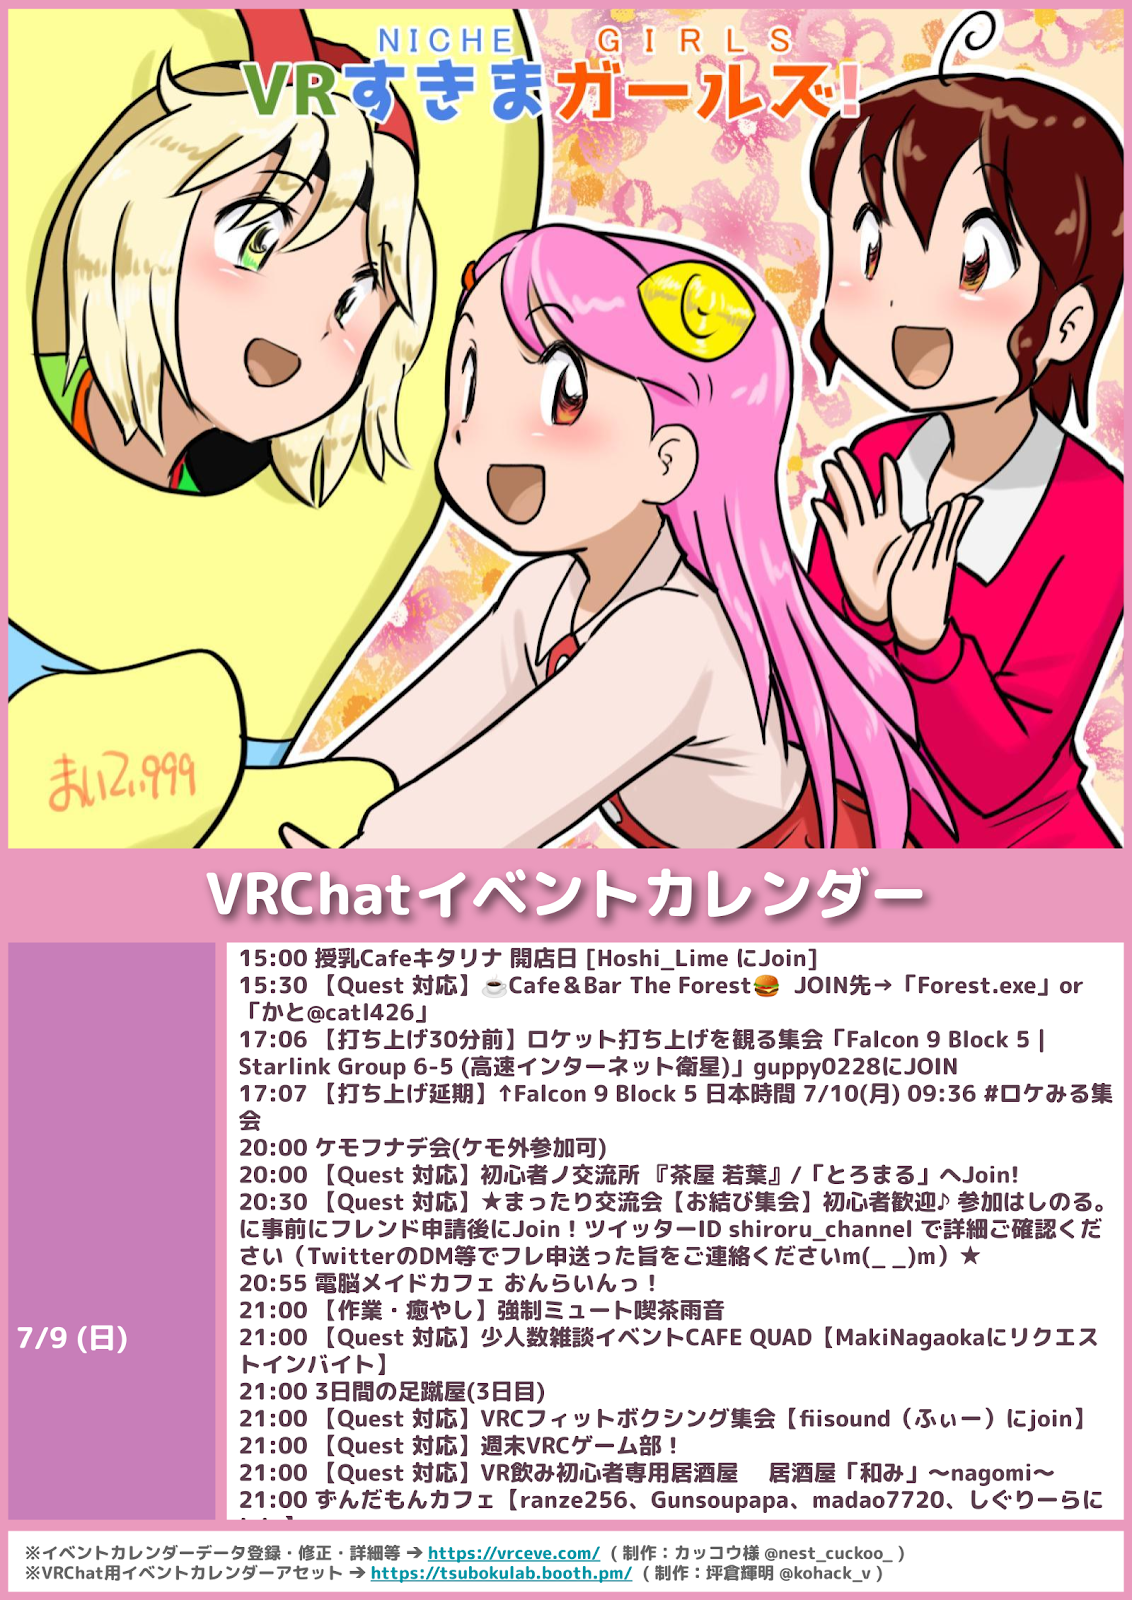 NICHE GIRLS
VRすきまガールズ!
まいてぃ999
VRChatイベントカレンダー
7/9 (日)
15:00 授乳Cafeキタリナ 開店日 [Hoshi_Lime にJoin]
15:30 【Quest 対応】☕Cafe＆Bar The Forest🍔 JOIN先→「Forest.exe」or
「かと@catl426」
17:06 【打ち上げ30分前】ロケット打ち上げを観る集会「Falcon 9 Block 5 |
Starlink Group 6-5 (高速インターネット衛星)」guppy0228にJOIN
17:07 【打ち上げ延期】↑Falcon 9 Block 5 日本時間 7/10(月) 09:36 #ロケみる集
会
20:00 ケモフナデ会(ケモ外参加可)
20:00 【Quest 対応】初心者ノ交流所 『茶屋 若葉』/「とろまる」へJoin!
20:30 【Quest 対応】★まったり交流会【お結び集会】初心者歓迎♪ 参加はしのる。
に事前にフレンド申請後にJoin！ツイッターID shiroru_channel で詳細ご確認くだ
さい（TwitterのDM等でフレ申送った旨をご連絡くださいm(_ _)m）★
20:55 電脳メイドカフェ おんらいんっ！
21:00 【作業・癒やし】強制ミュート喫茶雨音
21:00 【Quest 対応】少人数雑談イベントCAFE QUAD【MakiNagaokaにリクエス
トインバイト】
21:00 3日間の足蹴屋(3日目)
21:00 【Quest 対応】VRCフィットボクシング集会【fiisound（ふぃー）にjoin】
21:00 【Quest 対応】週末VRCゲーム部！
21:00 【Quest 対応】VR飲み初心者専用居酒屋　居酒屋「和み」～nagomi～
21:00 ずんだもんカフェ【ranze256、Gunsoupapa、madao7720、しぐりーらに
※イベントカレンダーデータ登録・修正・詳細等 ➔ https://vrceve.com/ ( 制作：カッコウ様 @nest_cuckoo_ )
※VRChat用イベントカレンダーアセット ➔ https://tsubokulab.booth.pm/ ( 制作：坪倉輝明 @kohack_v )